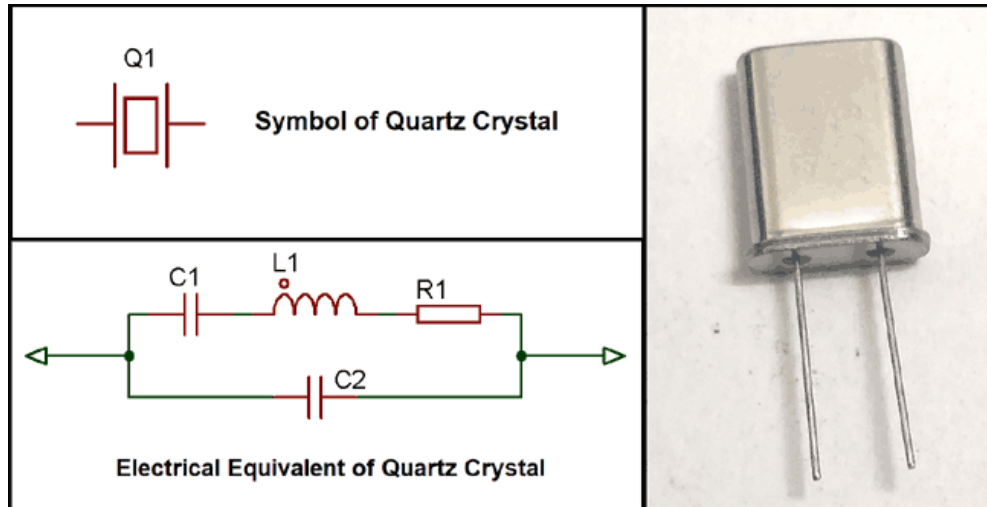 Q1
Symbol of Quartz Crystal
C1
L1
R1
C2
Electrical Equivalent of Quartz Crystal